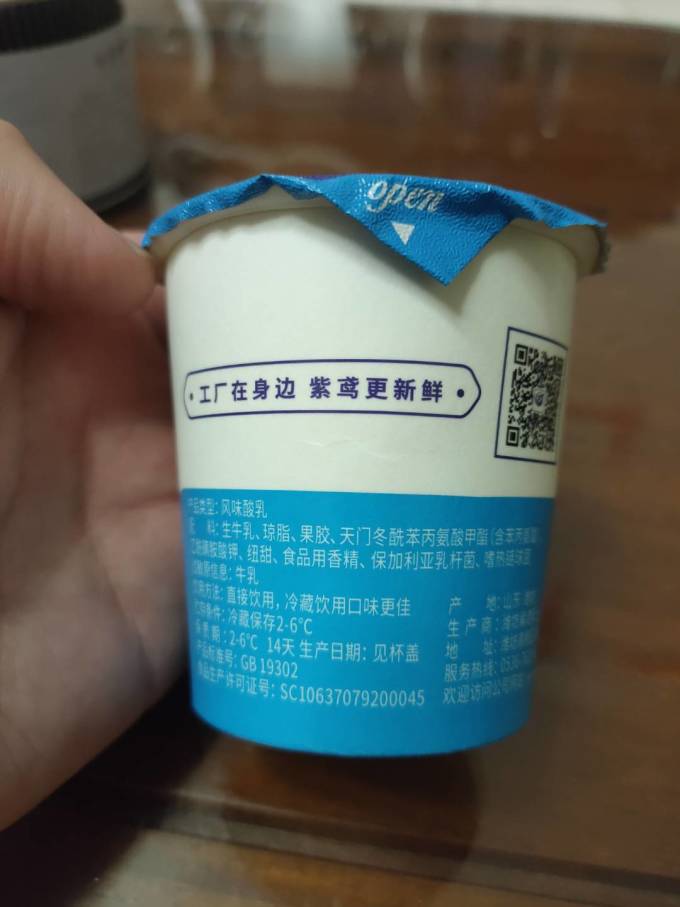 open
工厂在身边 紫鸢更新鲜
产品类型：风味酸乳
配 料：生牛乳、琼脂、果胶、天门冬酰苯丙氨酸甲酯（含苯丙氨酸）、
乙酰磺胺酸钾、纽甜、食品用香精、保加利亚乳杆菌、嗜热链球菌
致敏原信息：牛乳
饮用方法：直接饮用，冷藏饮用口味更佳
贮存条件：冷藏保存2-6℃
保质期：2-6℃ 14天 生产日期：见杯盖
产品标准号：GB 19302
食品生产许可证号：SC10637079200045
产 地：山东
生 产 商：潍坊
地 址：潍坊
服务热线：0536
欢迎访问公司网站